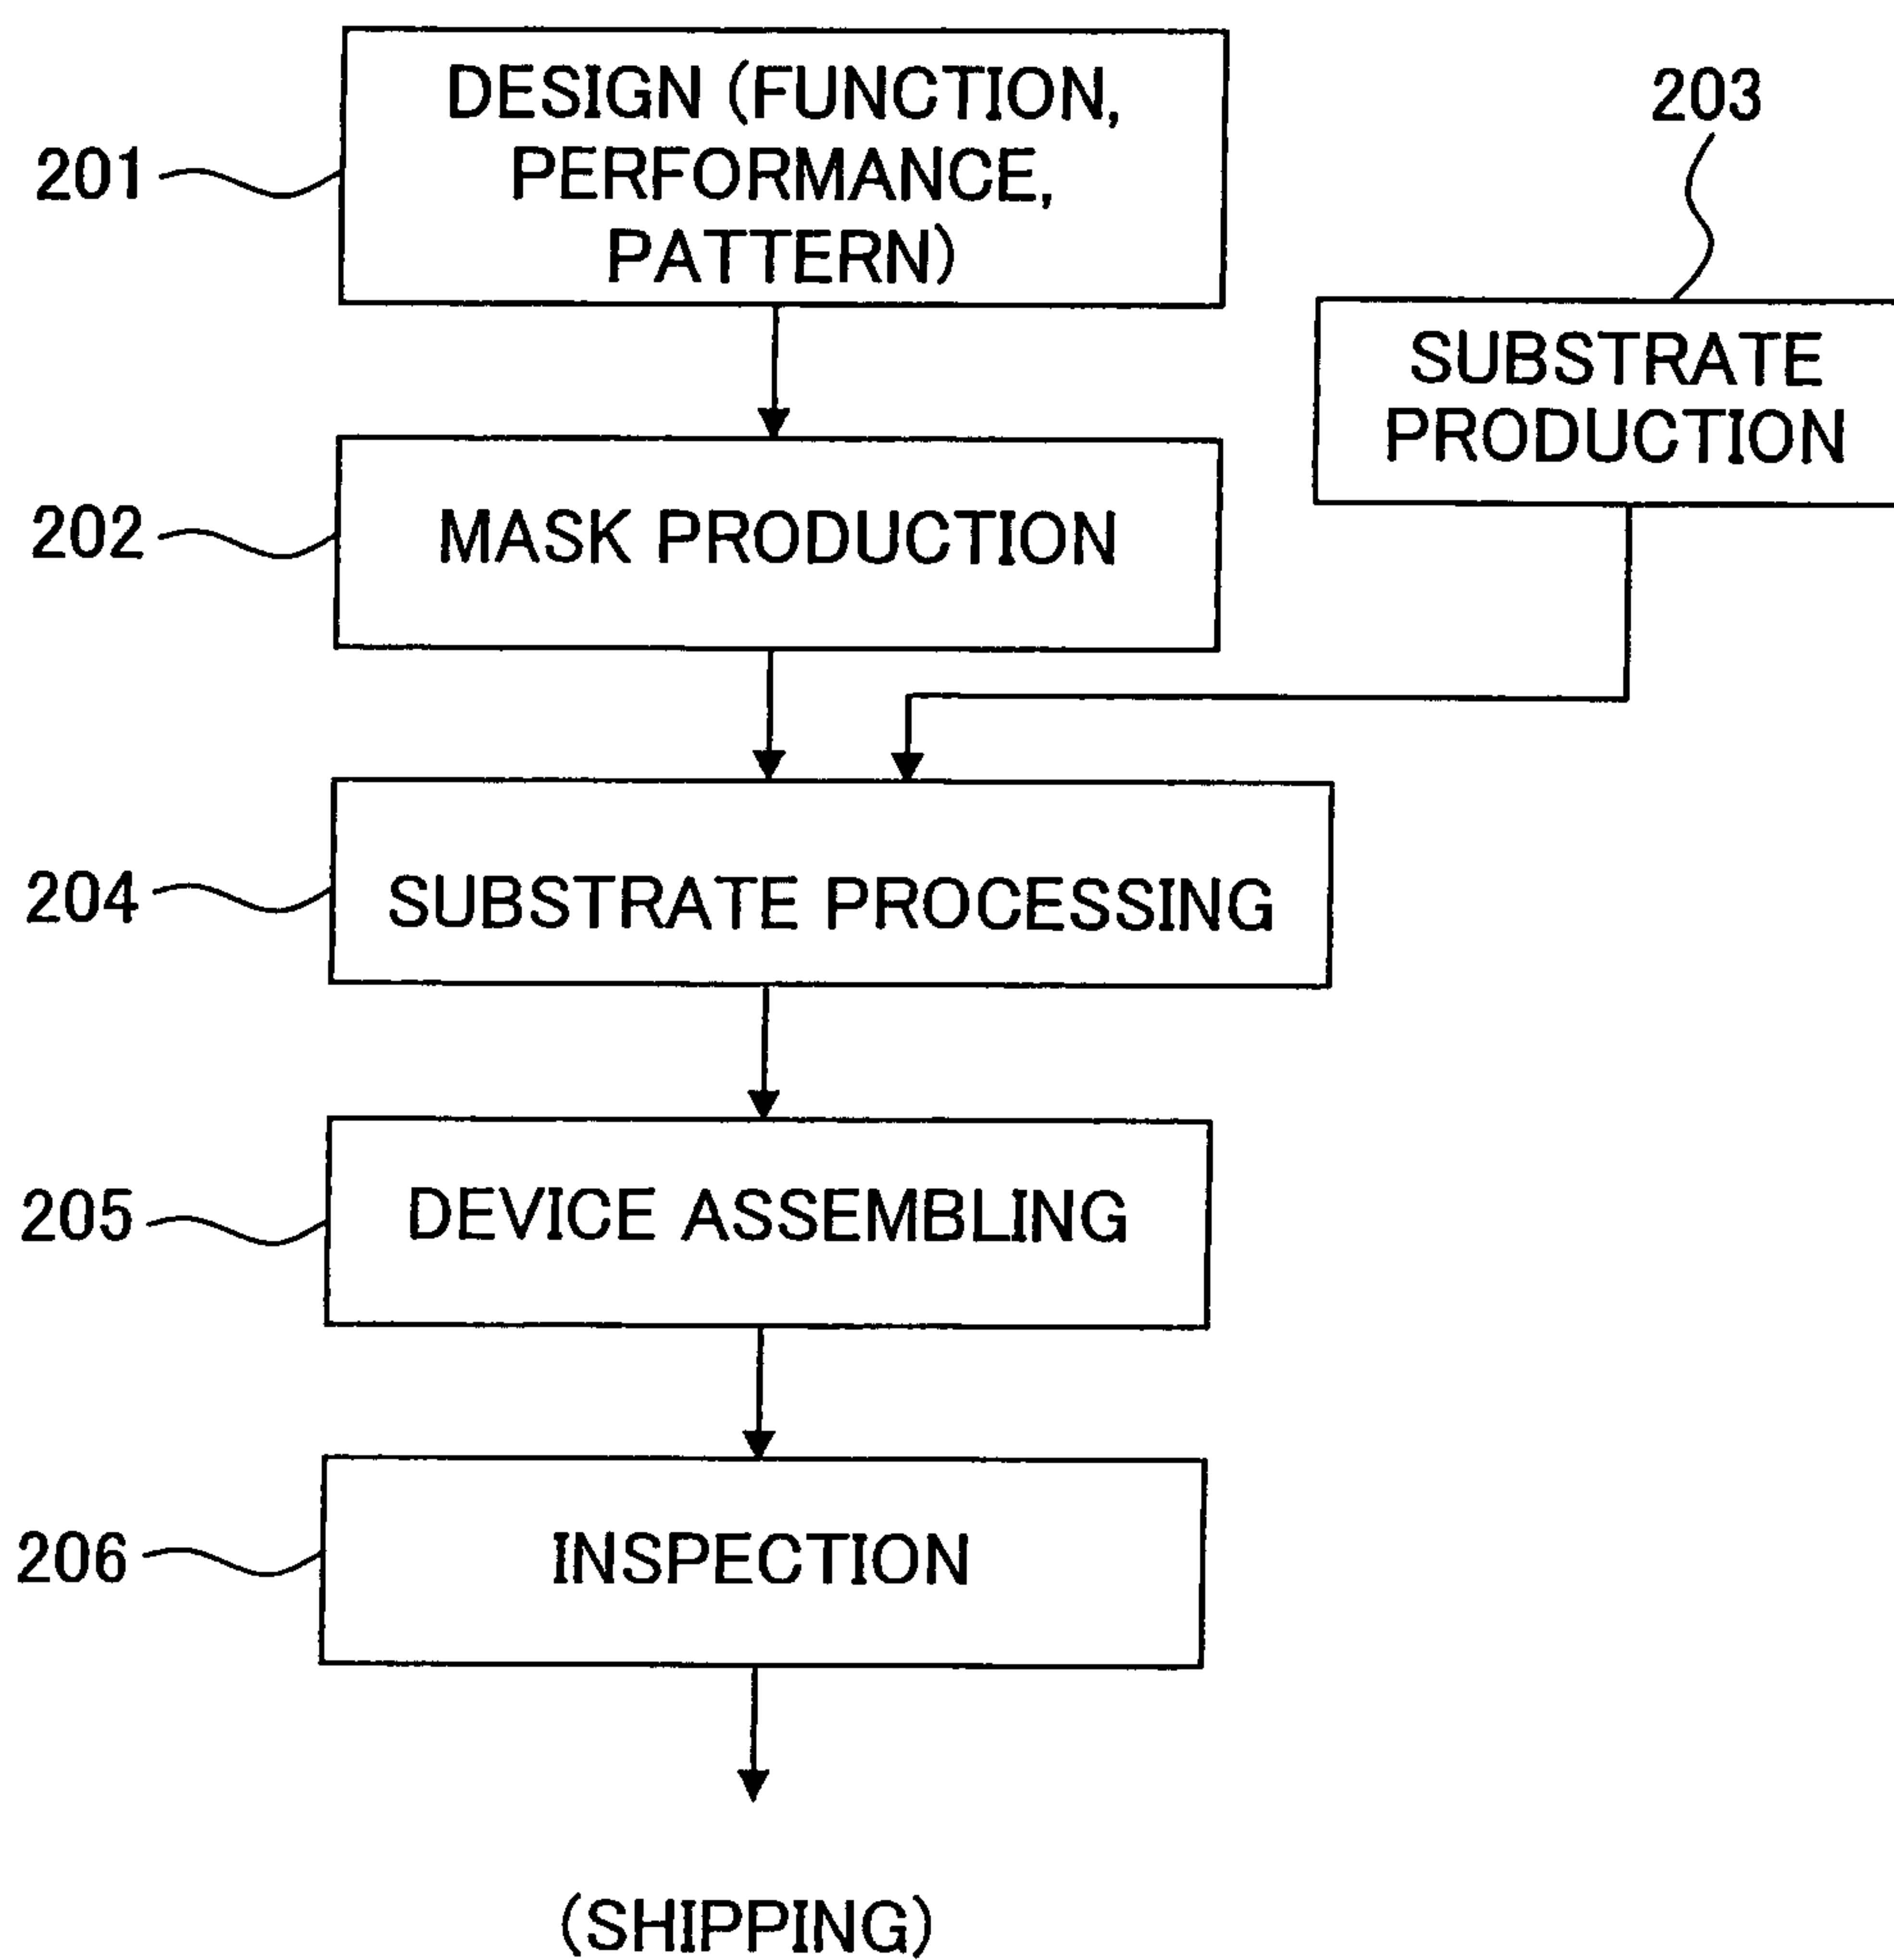 201
DESIGN (FUNCTION,
PERFORMANCE,
PATTERN)
203
SUBSTRATE
PRODUCTION
202
MASK PRODUCTION
204
SUBSTRATE PROCESSING
205
DEVICE ASSEMBLING
206
INSPECTION
(SHIPPING)